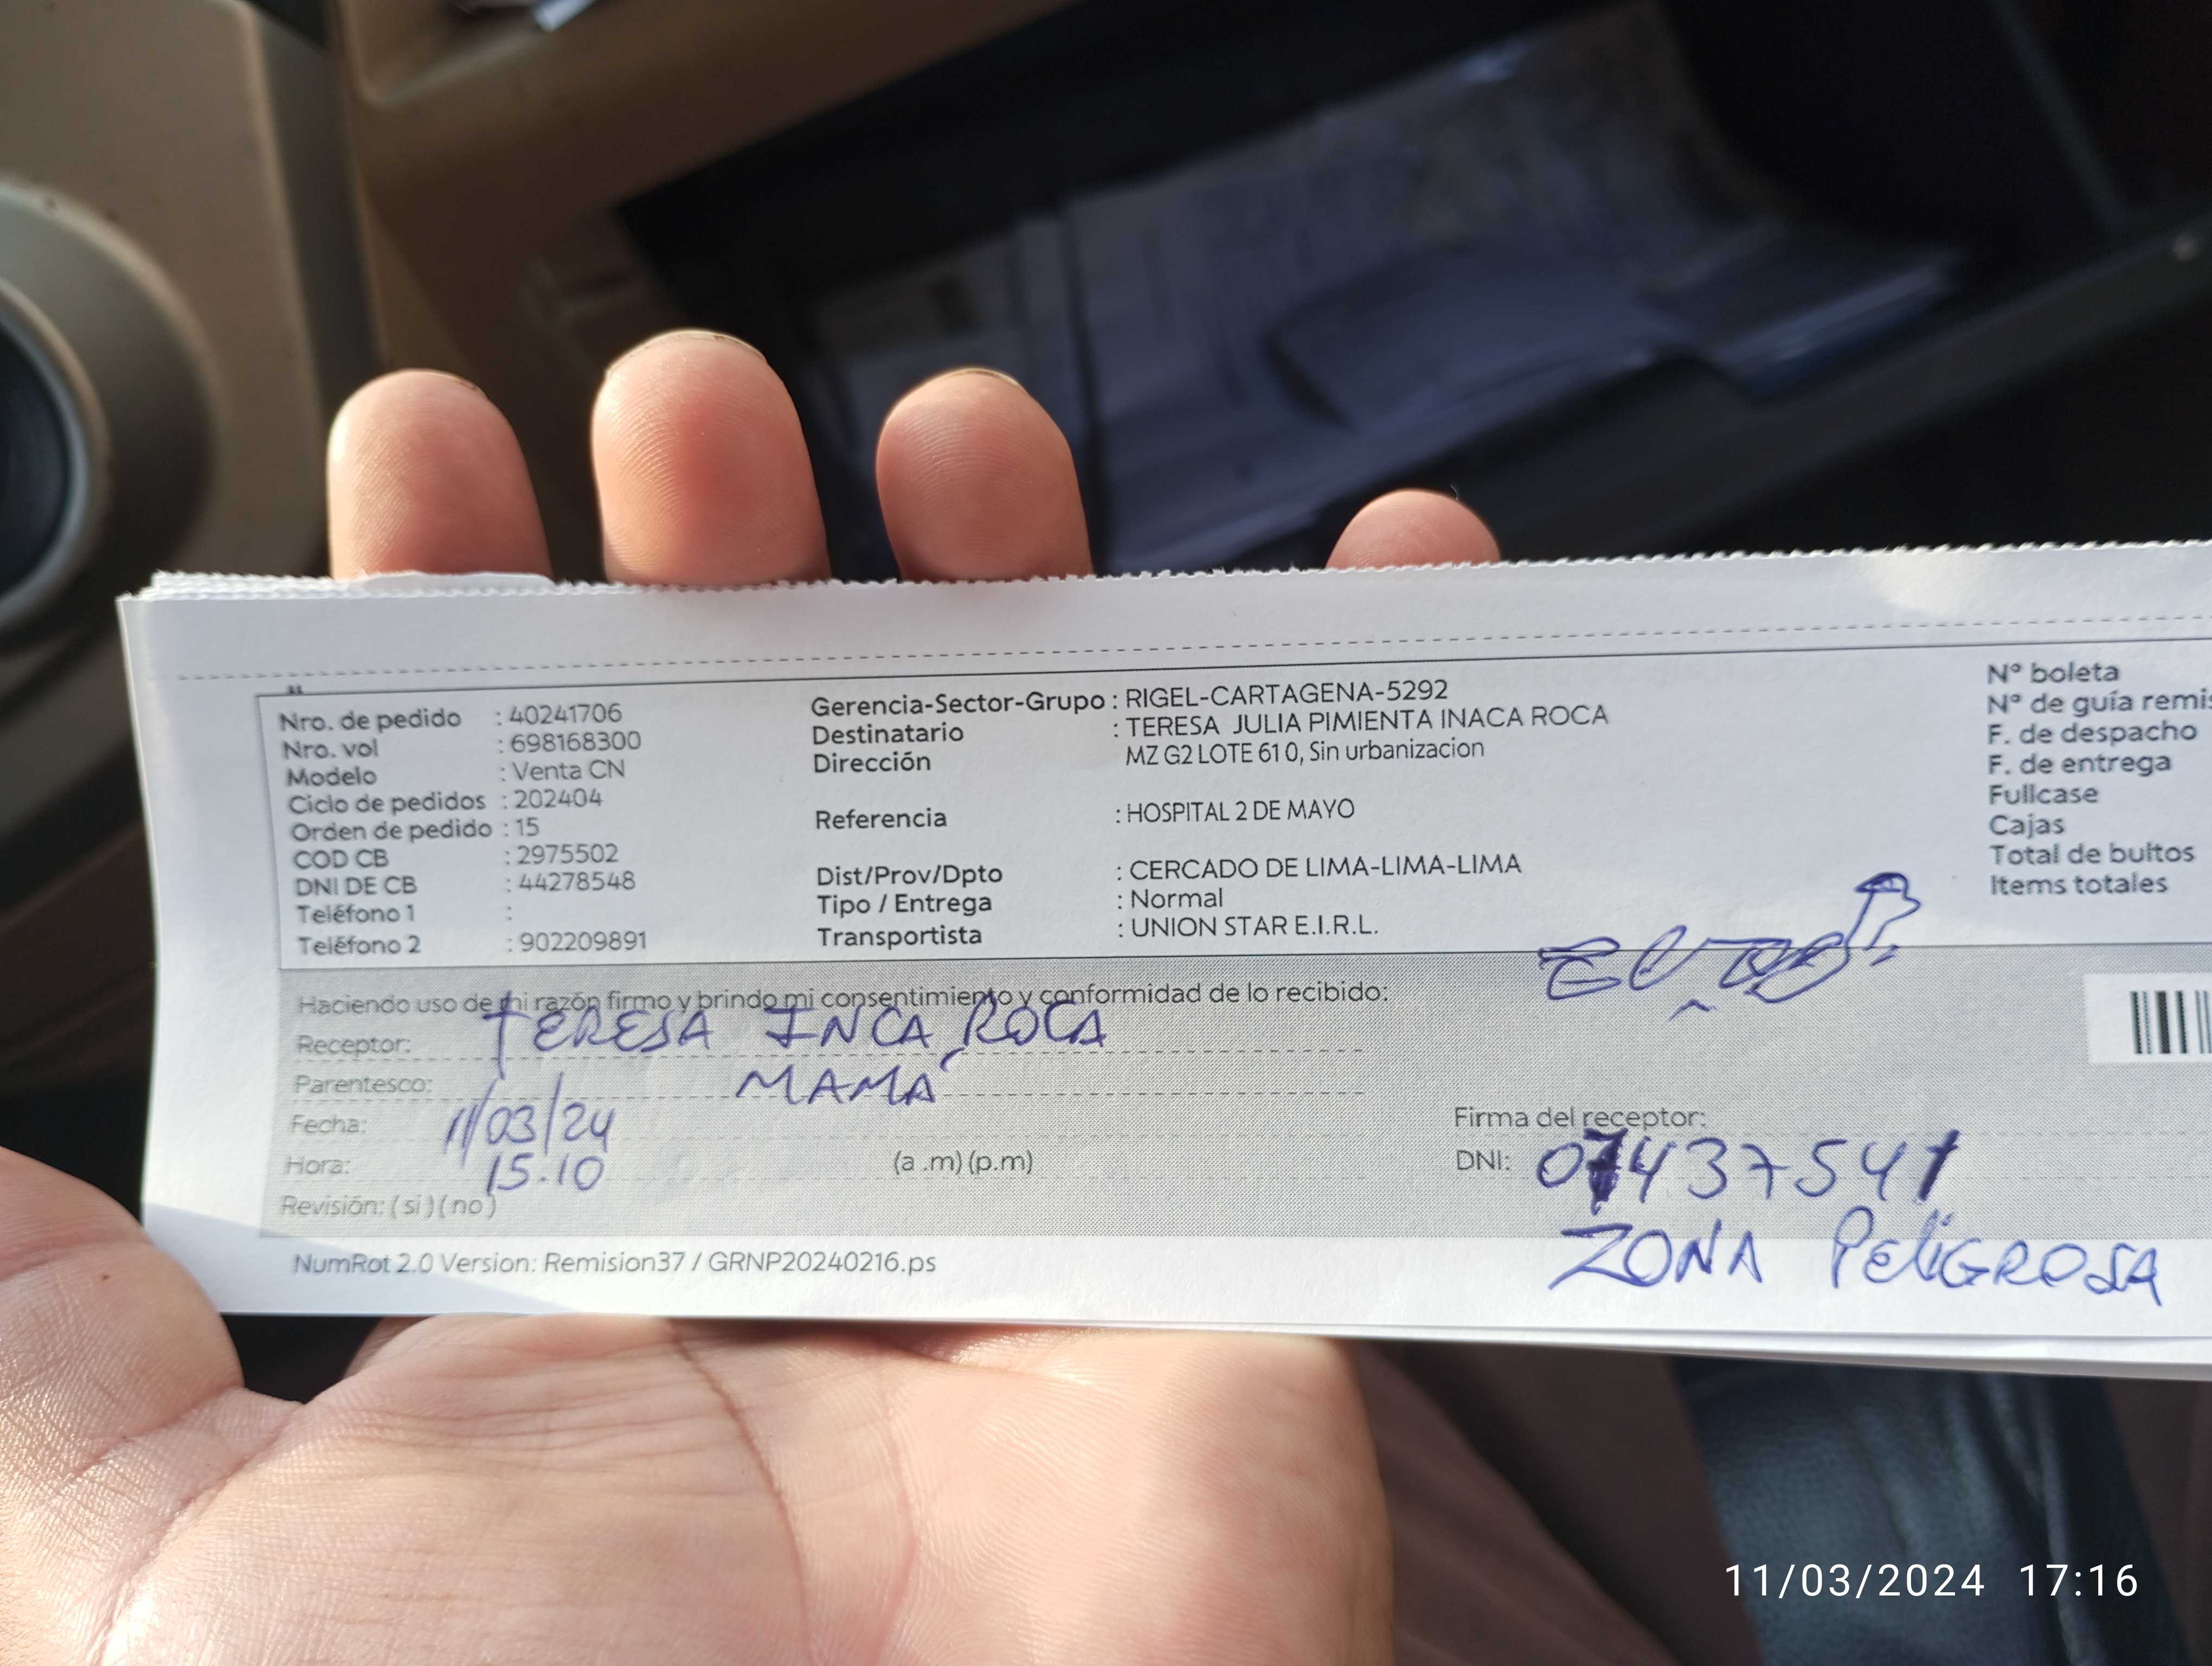 Nro. de pedido : 40241706
Nro. vol : 698168300
Modelo : Venta CN
Ciclo de pedidos : 202404
Orden de pedido : 15
COD CB : 2975502
DNI DE CB : 44278548
Teléfono 1 :
Teléfono 2 : 902209891
Gerencia-Sector-Grupo : RIGEL-CARTAGENA-5292
Destinatario : TERESA JULIA PIMIENTA INACA ROCA
Dirección MZ G2 LOTE 61 0, Sin urbanizacion
Referencia : HOSPITAL 2 DE MAYO
Dist/Prov/Dpto : CERCADO DE LIMA-LIMA-LIMA
Tipo / Entrega : Normal
Transportista : UNION STAR E.I.R.L.
N° boleta
N° de guía remis
F. de despacho
F. de entrega
Fullcase
Cajas
Total de bultos
Items totales
Haciendo uso de mi razón firmo y brindo mi consentimiento y conformidad de lo recibido:
Receptor: TERESA INCA ROCA
Parentesco: MAMÁ
Fecha: 11/03/24
Hora: 15.10 (a .m) (p.m)
Revisión: ( si ) ( no )
Firma del receptor:
DNI: 07437541
ZONA PELIGROSA
NumRot 2.0 Version: Remision37 / GRNP20240216.ps
11/03/2024 17:16